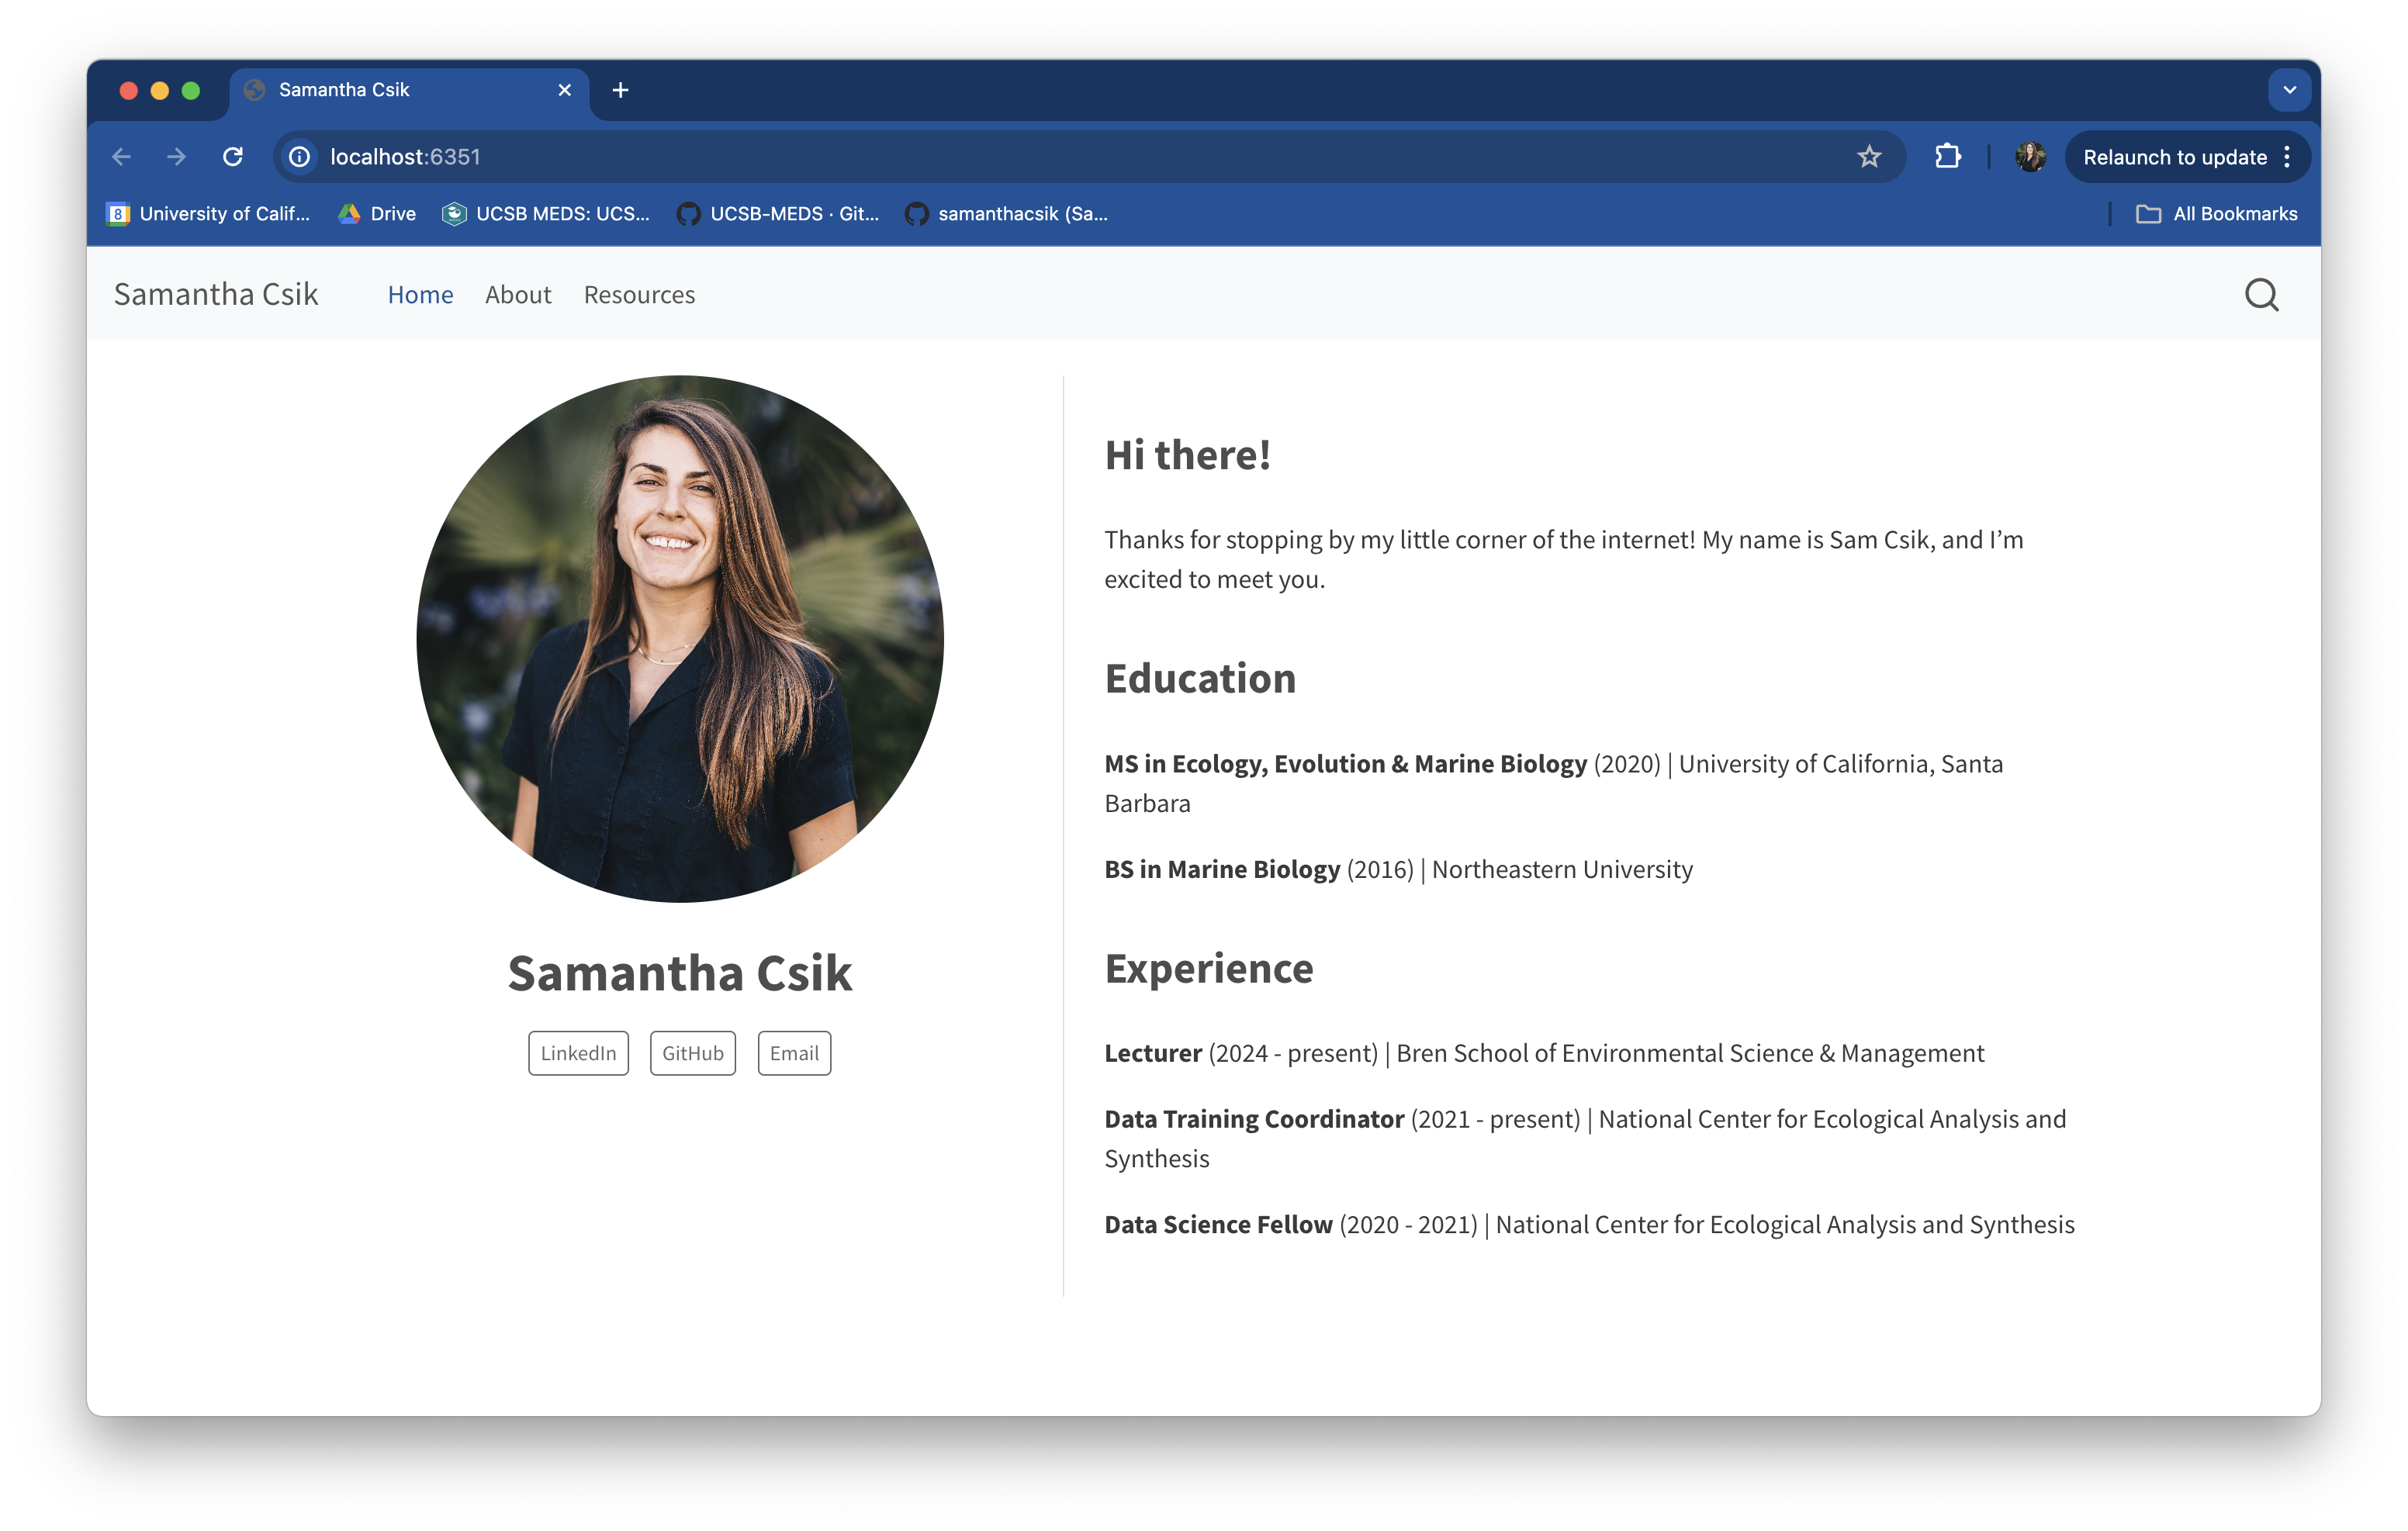 Samantha Csik
localhost:6351
Relaunch to update
8
University of Calif...
Drive
UCSB MEDS: UCS...
UCSB-MEDS · Git...
samanthacsik (Sa...
All Bookmarks
Samantha Csik
Home
About
Resources
Samantha Csik
LinkedIn
GitHub
Email
Hi there!
Thanks for stopping by my little corner of the internet! My name is Sam Csik, and I’m
excited to meet you.
Education
MS in Ecology, Evolution & Marine Biology (2020) | University of California, Santa
Barbara
BS in Marine Biology (2016) | Northeastern University
Experience
Lecturer (2024 - present) | Bren School of Environmental Science & Management
Data Training Coordinator (2021 - present) | National Center for Ecological Analysis and
Synthesis
Data Science Fellow (2020 - 2021) | National Center for Ecological Analysis and Synthesis